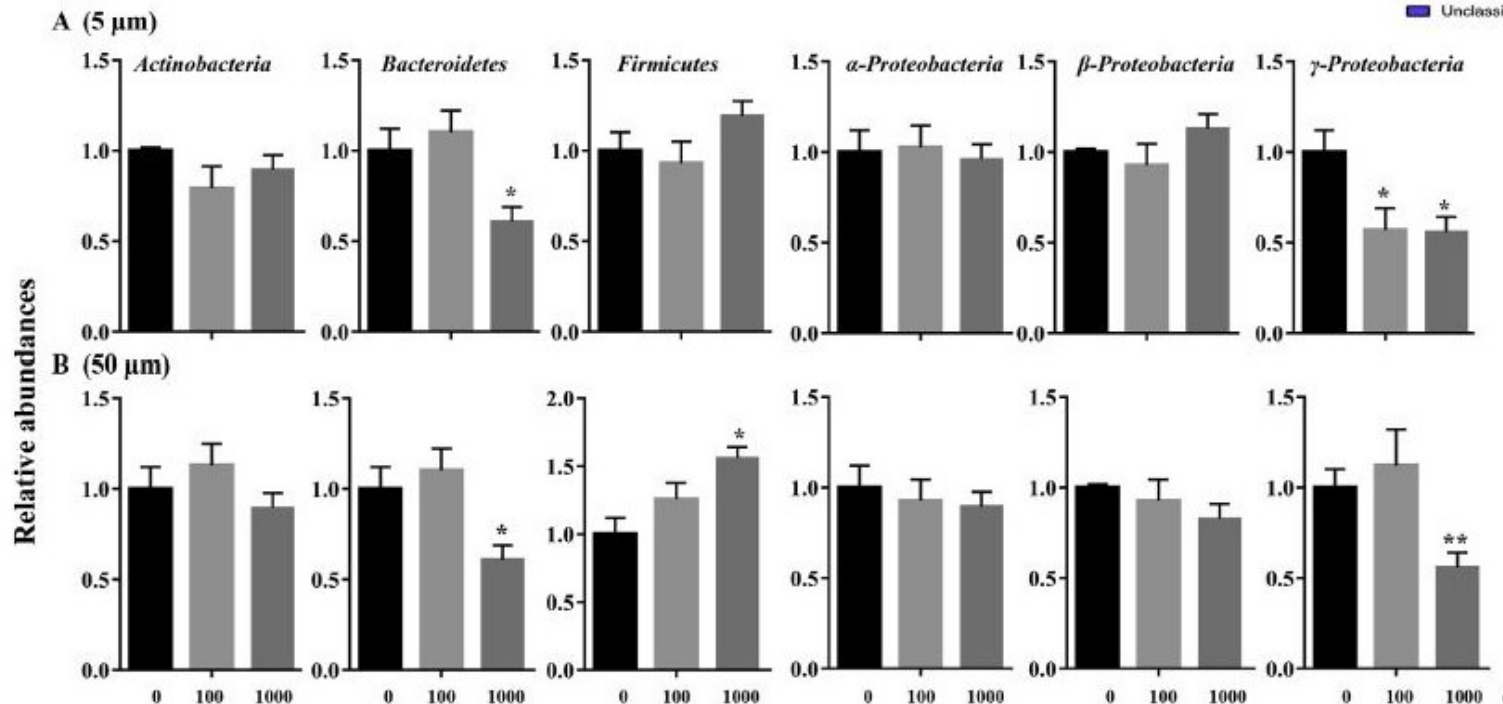 Unclassi
A (5 μm)
Actinobacteria Bacteroidetes Firmicutes α-Proteobacteria β-Proteobacteria γ-Proteobacteria
1.5 1.5 1.5 1.5 1.5 1.5
1.0 1.0 1.0 1.0 1.0 1.0
* * *
0.5 0.5 0.5 0.5 0.5 0.5
0.0 0.0 0.0 0.0 0.0 0.0
Relative abundances
B (50 μm)
1.5 1.5 2.0 1.5 1.5 1.5
1.5 *
1.0 1.0 1.0 1.0 1.0 1.0
* **
0.5 0.5 0.5 0.5 0.5 0.5
0.0 0.0 0.0 0.0 0.0 0.0
0 100 1000 0 100 1000 0 100 1000 0 100 1000 0 100 1000 0 100 1000